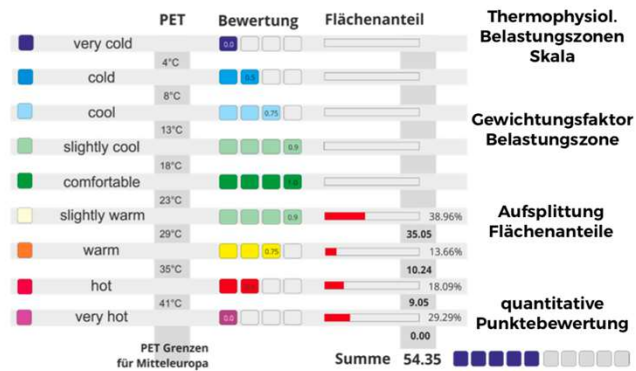 PET Bewertung Flächenanteil
Thermophysiol.
Belastungszonen
Skala
very cold 0.0
4°C
cold 0.5
8°C
cool 0.75
Gewichtungsfaktor
Belastungszone
13°C
slightly cool 0.9
18°C
comfortable 1.0
23°C
slightly warm 0.9 38.96%
Aufsplittung
Flächenanteile
29°C 35.05
warm 0.75 13.66%
35°C 10.24
hot 18.09%
41°C 9.05
quantitative
Punktebewertung
very hot 0.0 29.29%
0.00
PET Grenzen
für Mitteleuropa
Summe 54.35